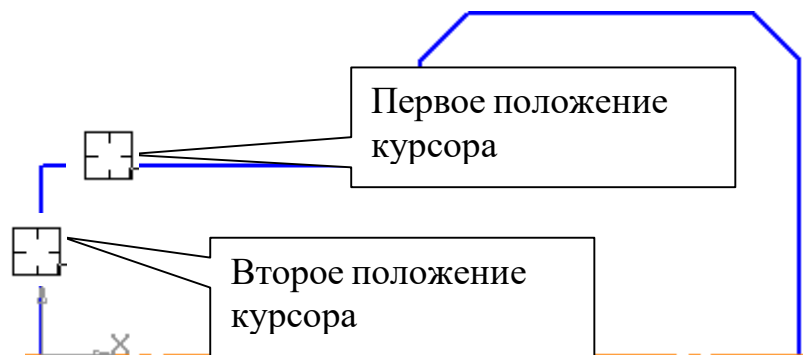 Первое положение
курсора
Второе положение
курсора
X